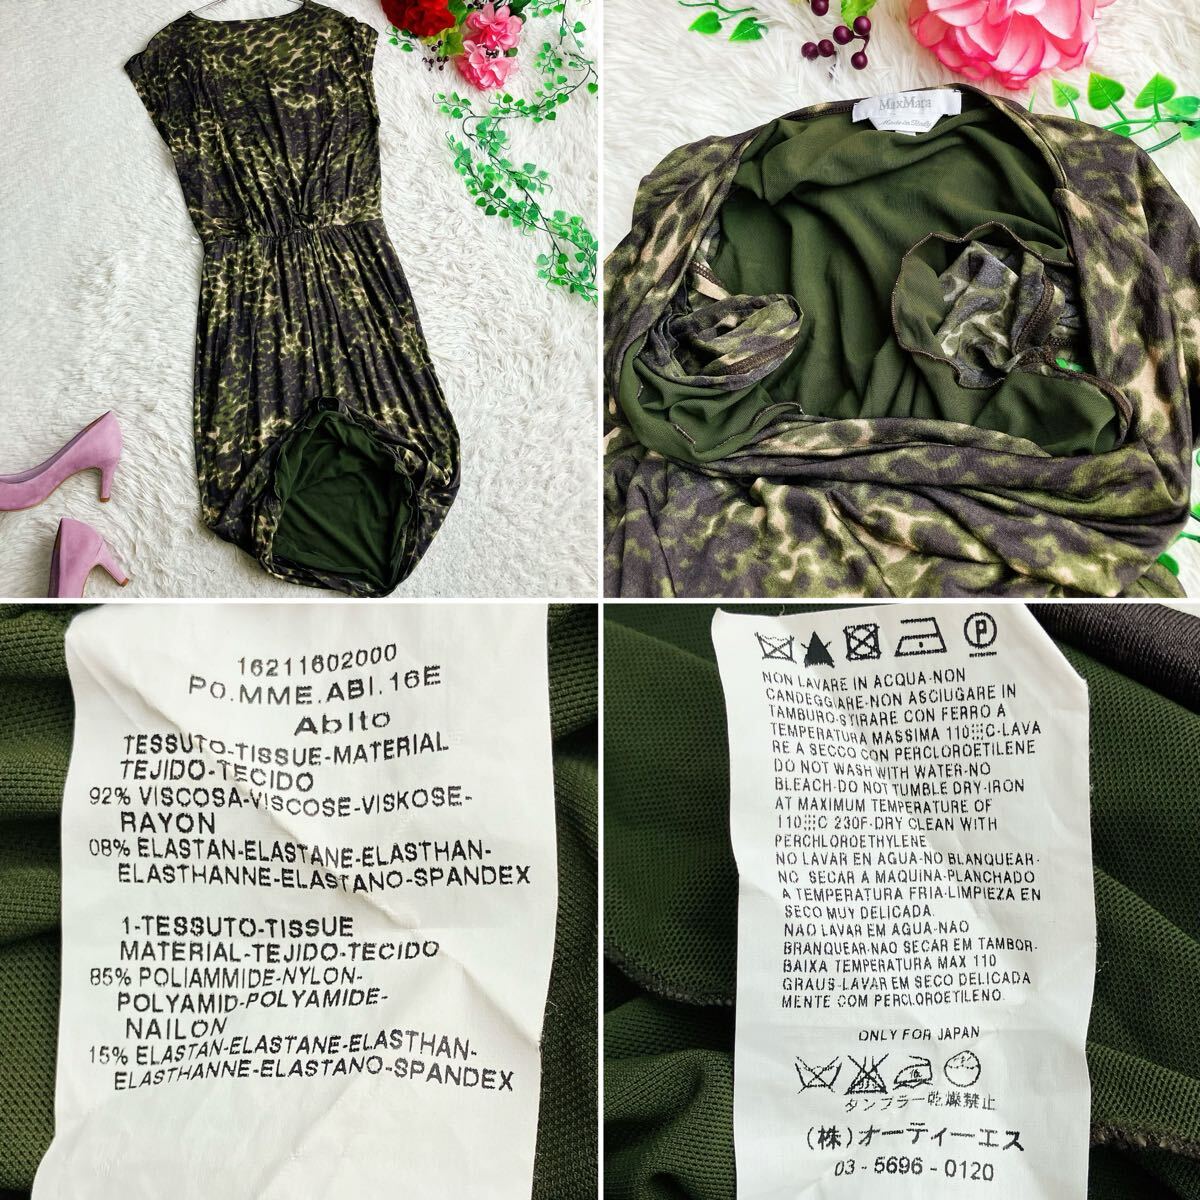 MaxMara
Made in Italy
16211602000
PO.MME.ABI.16E
Abito
TESSUTO-TISSUE-MATERIAL
TEJIDO-TECIDO
92% VISCOSA-VISCOSE-VISKOSE-
RAYON
08% ELASTAN-ELASTANE-ELASTHAN-
ELASTHANNE-ELASTANO-SPANDEX
1-TESSUTO-TISSUE
MATERIAL-TEJIDO-TECIDO
85% POLIAMMIDE-NYLON-
POLYAMID-POLYAMIDE-
NAILON
15% ELASTAN-ELASTANE-ELASTHAN-
ELASTHANNE-ELASTANO-SPANDEX
P
NON LAVARE IN ACQUA-NON
CANDEGGIARE-NON ASCIUGARE IN
TAMBURO-STIRARE CON FERRO A
TEMPERATURA MASSIMA 110░C-LAVA
RE A SECCO CON PERCLOROETILENE
DO NOT WASH WITH WATER-NO
BLEACH-DO NOT TUMBLE DRY-IRON
AT MAXIMUM TEMPERATURE OF
110░C 230F-DRY CLEAN WITH
PERCHLOROETHYLENE
NO LAVAR EN AGUA-NO BLANQUEAR-
NO SECAR A MAQUINA-PLANCHADO
A TEMPERATURA FRIA-LIMPIEZA EN
SECO MUY DELICADA.
NAO LAVAR EM AGUA-NAO
BRANQUEAR-NAO SECAR EM TAMBOR-
BAIXA TEMPERATURA MAX 110
GRAUS-LAVAR EM SECO DELICADA
MENTE COM PERCLOROETILENO.
ONLY FOR JAPAN
タンブラー乾燥禁止
(株)オーティーエス
03-5696-0120